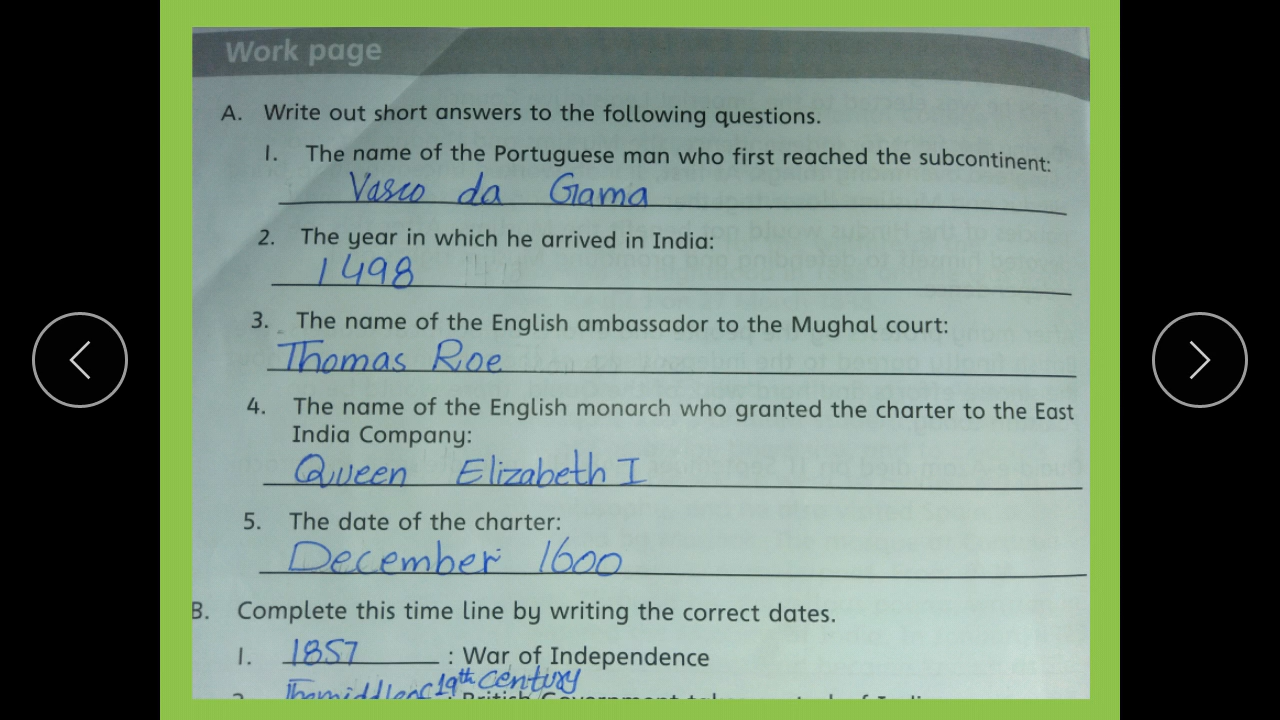 Work page
A. Write out short answers to the following questions.
1. The name of the Portuguese man who first reached the subcontinent:
Vasco da Gama
2. The year in which he arrived in India:
1498
3. The name of the English ambassador to the Mughal court:
Thomas Roe
4. The name of the English monarch who granted the charter to the East
India Company:
Queen Elizabeth I
5. The date of the charter:
December 1600
B. Complete this time line by writing the correct dates.
1. 1857 : War of Independence
The middle of 19th century